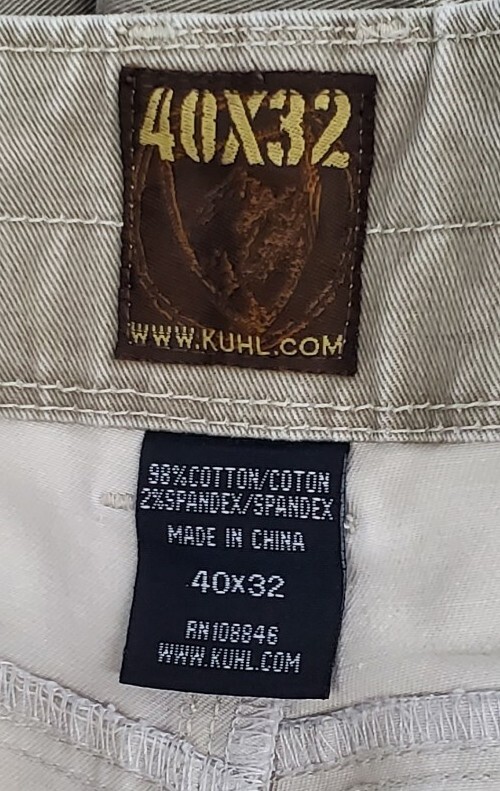 40X32
WWW.KUHL.COM
98%COTTON/COTON
2%SPANDEX/SPANDEX
MADE IN CHINA
40x32
RN108846
WWW.KUHL.COM